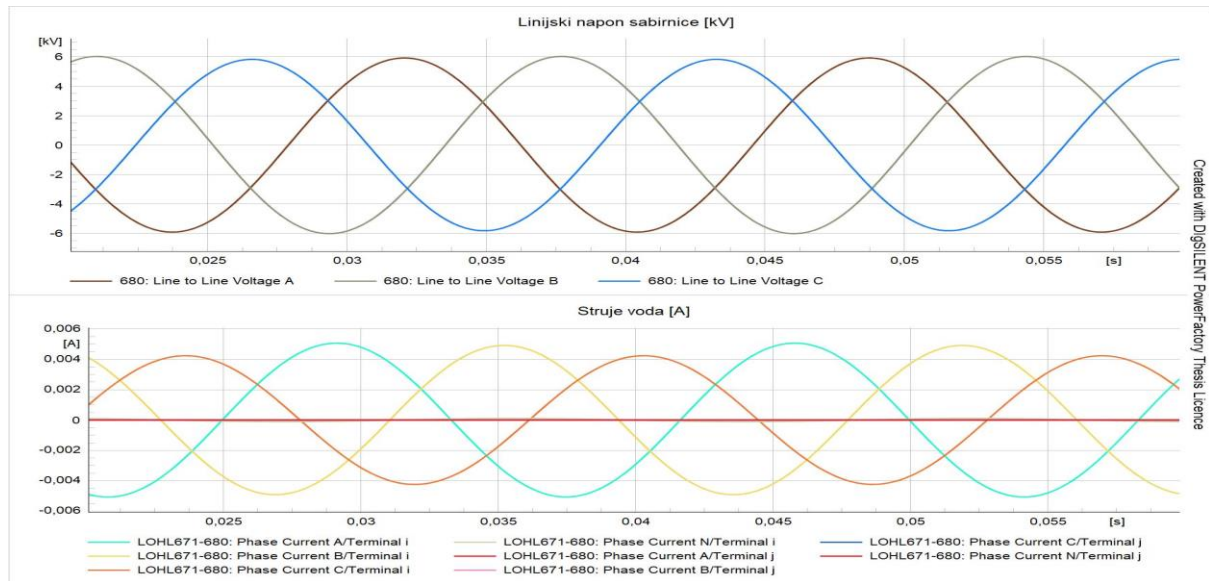 Linijski napon sabirnice [kV]
[kV]
6
4
2
0
-2
-4
-6
0,025 0,03 0,035 0,04 0,045 0,05 0,055 [s]
680: Line to Line Voltage A 680: Line to Line Voltage B 680: Line to Line Voltage C
Struje voda [A]
0,006
[A]
0,004
0,002
0
-0,002
-0,004
-0,006
0,025 0,03 0,035 0,04 0,045 0,05 0,055 [s]
LOHL671-680: Phase Current A/Terminal i LOHL671-680: Phase Current N/Terminal i LOHL671-680: Phase Current C/Terminal j
LOHL671-680: Phase Current B/Terminal i LOHL671-680: Phase Current A/Terminal j LOHL671-680: Phase Current N/Terminal j
LOHL671-680: Phase Current C/Terminal i LOHL671-680: Phase Current B/Terminal j
Created with DIgSILENT PowerFactory Thesis Licence